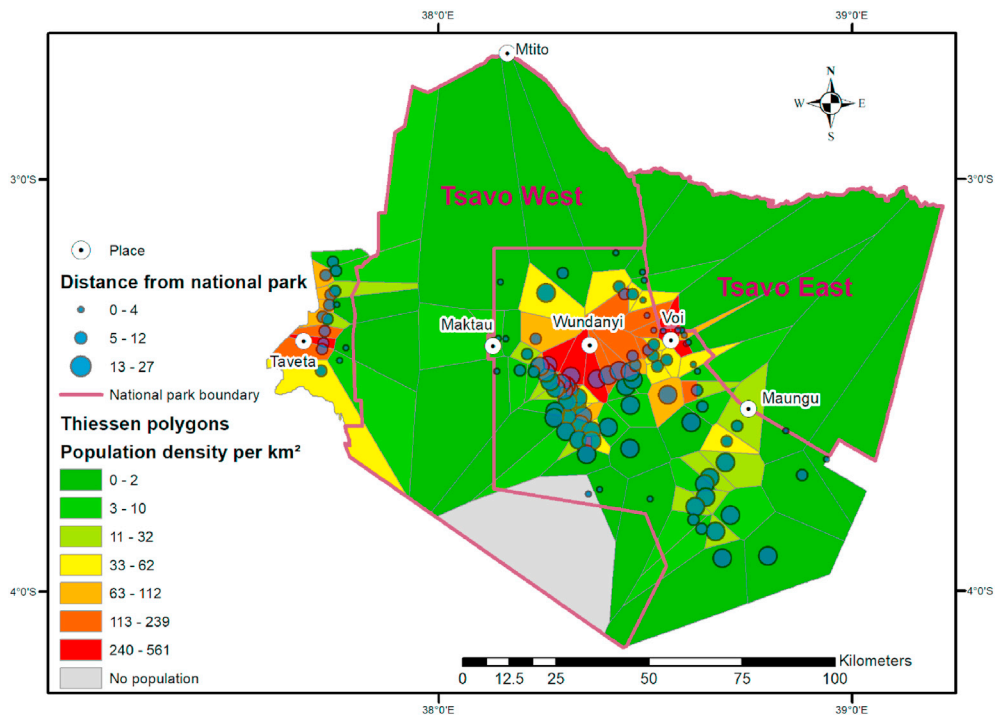 38°0'E
39°0'E
Mtito
N
W E
S
3°0'S
3°0'S
Tsavo West
Place
Distance from national park
0 - 4
5 - 12
13 - 27
National park boundary
Tsavo East
Maktau
Wundanyi
Voi
Taveta
Maungu
Thiessen polygons
Population density per km²
0 - 2
3 - 10
11 - 32
33 - 62
63 - 112
113 - 239
240 - 561
No population
4°0'S
4°0'S
Kilometers
0 12.5 25 50 75 100
38°0'E
39°0'E